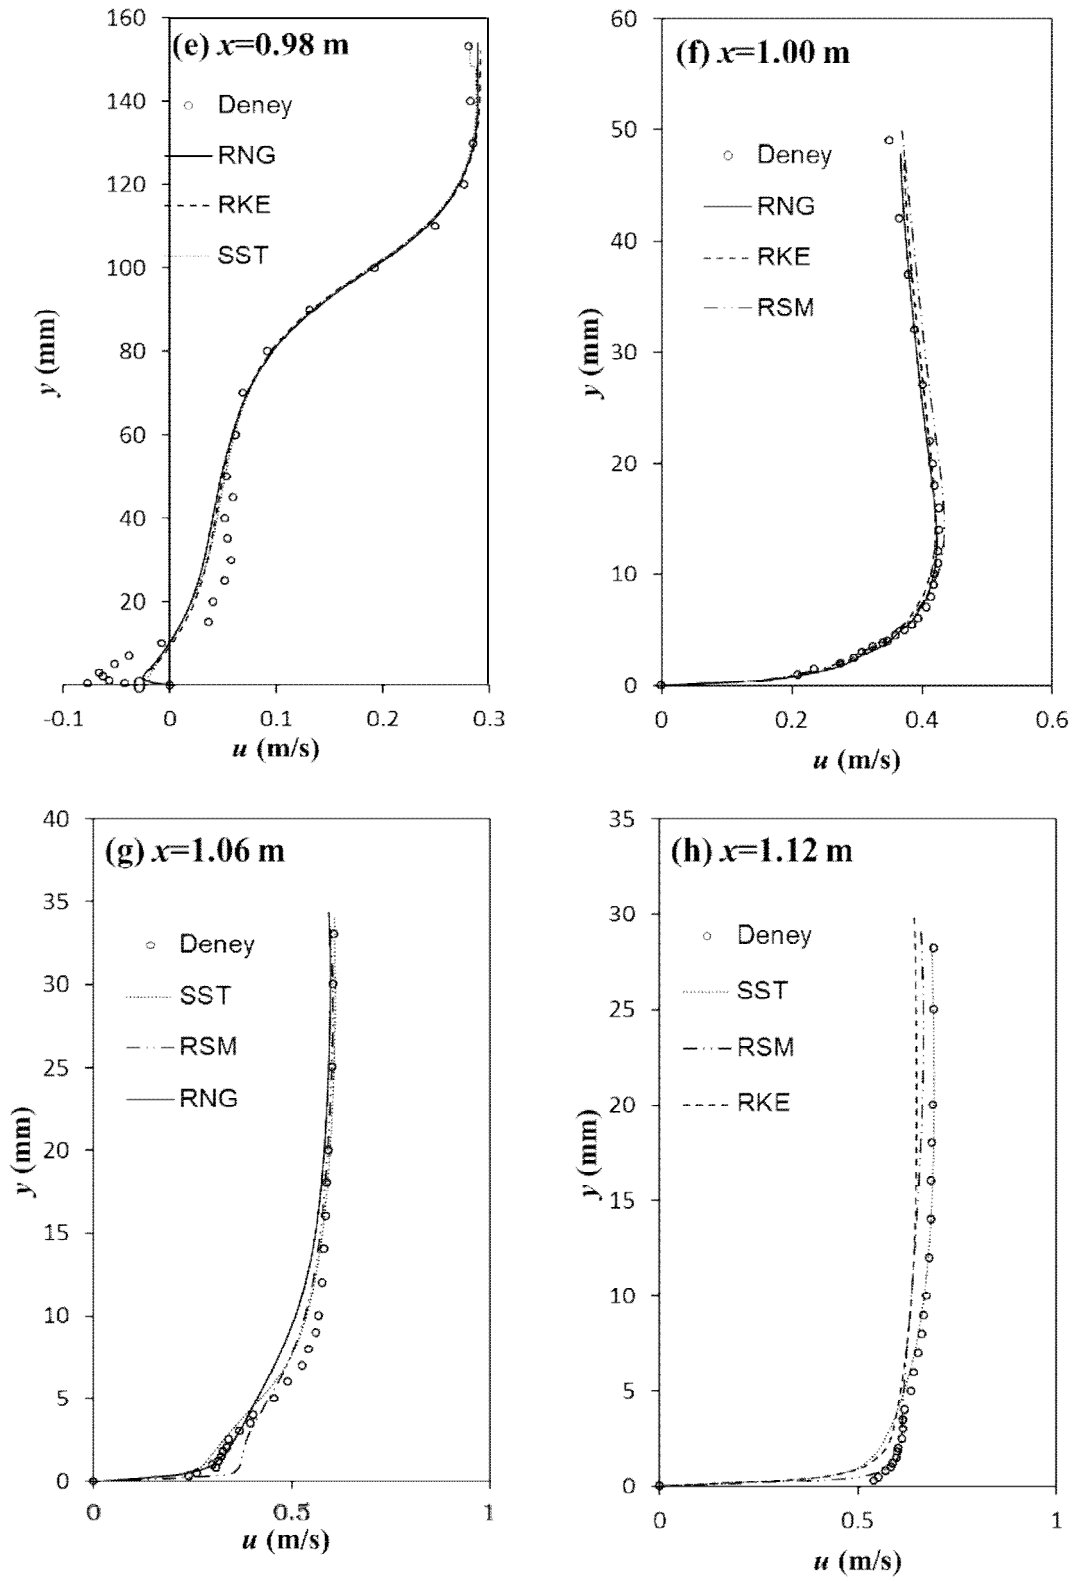 (e) x=0.98 m
160
140
120
100
80
60
40
20
0
Deney
RNG
RKE
SST
y (mm)
-0.1 0 0.1 0.2 0.3
u (m/s)
(f) x=1.00 m
60
50
40
30
20
10
0
Deney
RNG
RKE
RSM
y (mm)
0 0.2 0.4 0.6
u (m/s)
(g) x=1.06 m
40
35
30
25
20
15
10
5
0
Deney
SST
RSM
RNG
y (mm)
0 0.5 1
u (m/s)
(h) x=1.12 m
35
30
25
20
15
10
5
0
Deney
SST
RSM
RKE
y (mm)
0 0.5 1
u (m/s)